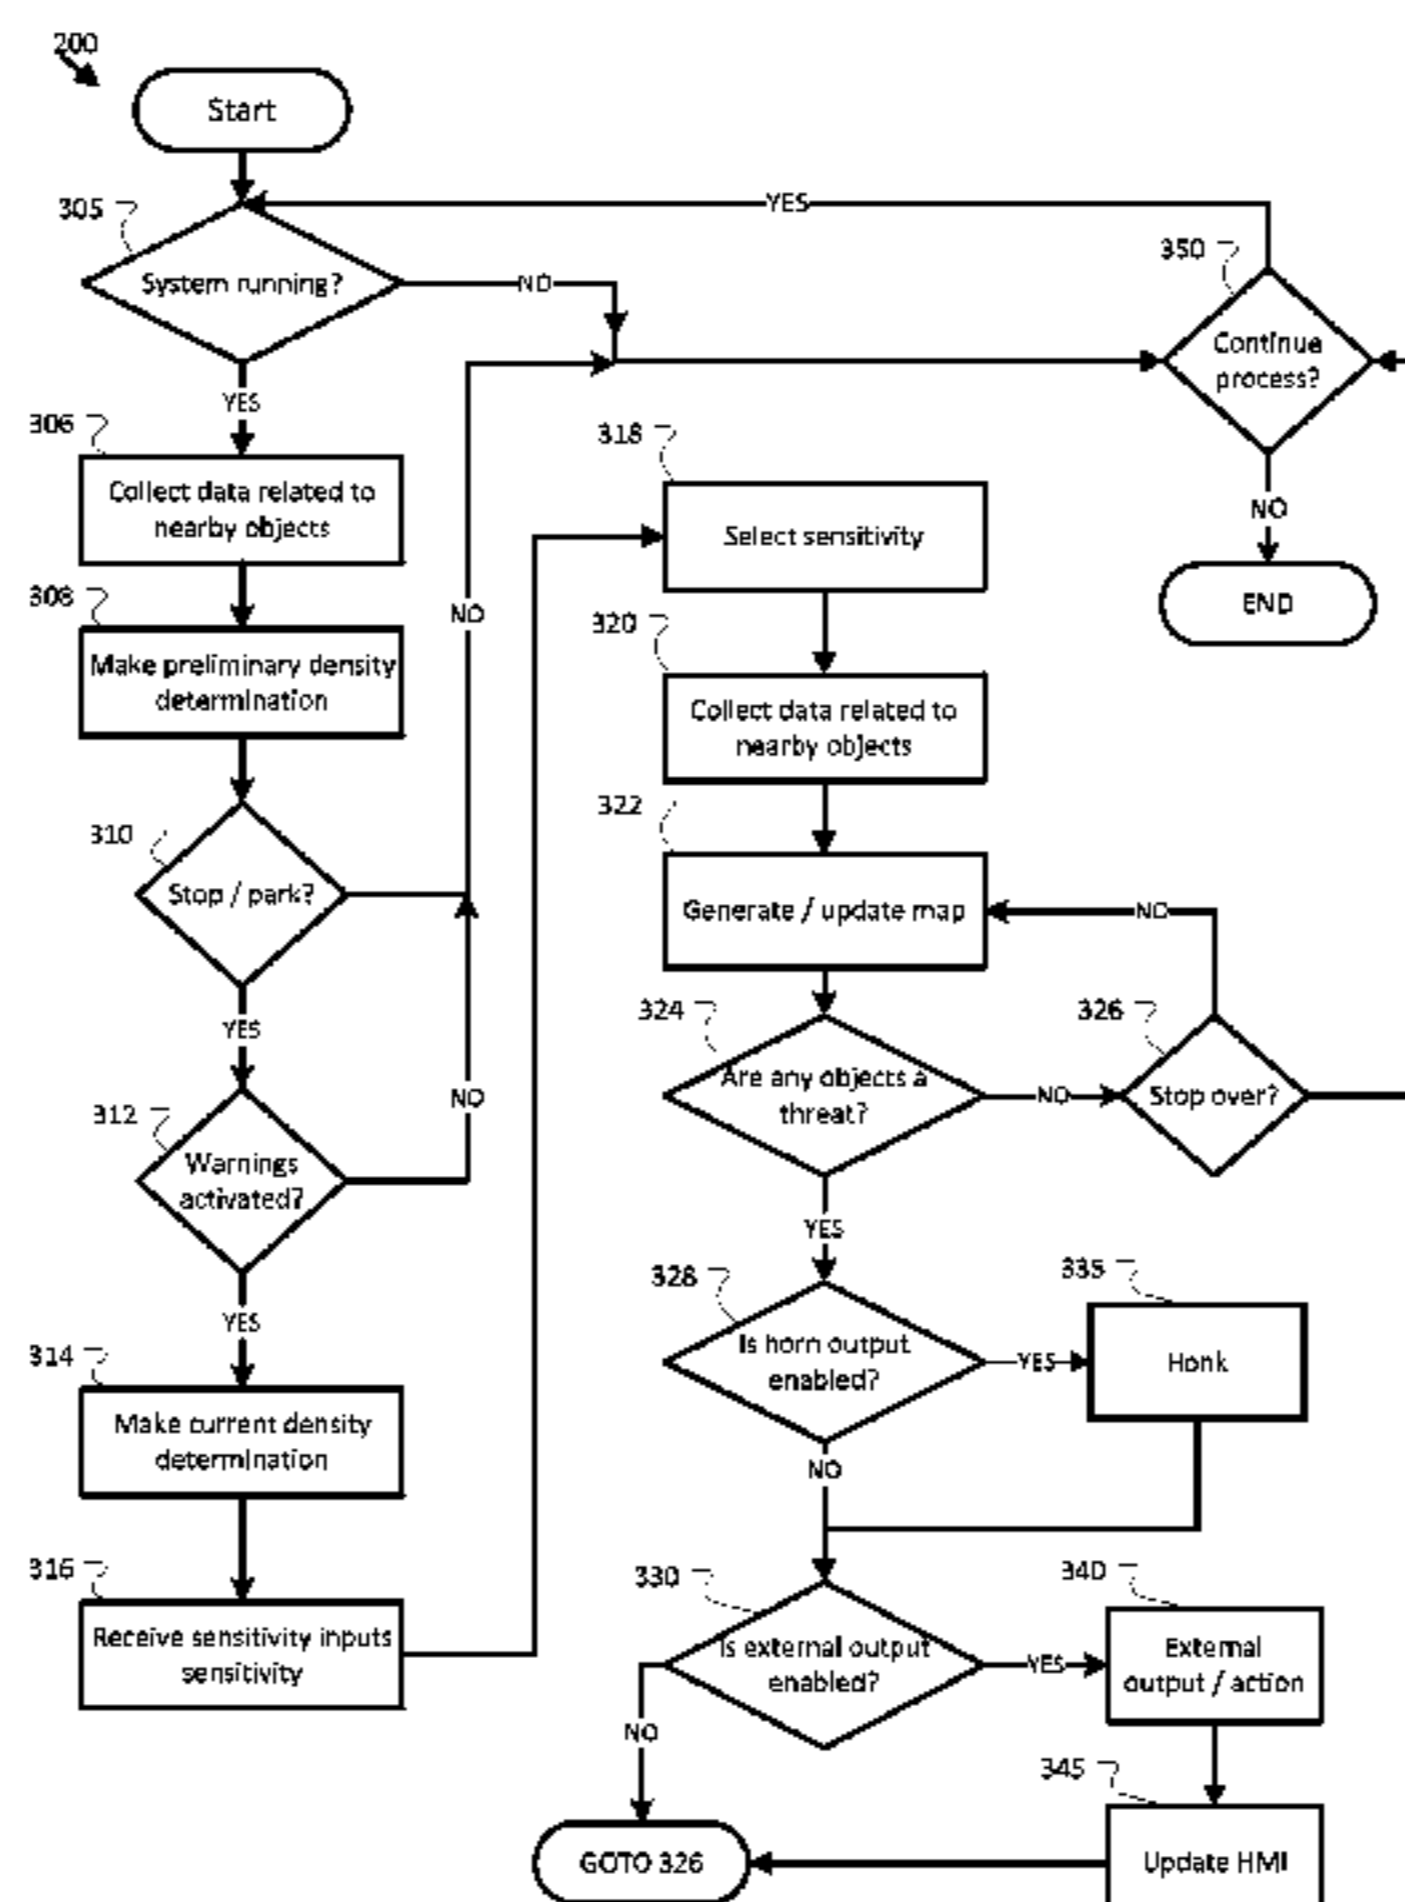 200
Start
305
System running?
NO
YES
YES
350
Continue
process?
NO
END
306
Collect data related to
nearby objects
308
Make preliminary density
determination
310
Stop / park?
NO
YES
312
Warnings
activated?
NO
YES
314
Make current density
determination
316
Receive sensitivity inputs
sensitivity
318
Select sensitivity
320
Collect data related to
nearby objects
322
Generate / update map
NO
324
Are any objects a
threat?
NO
326
Stop over?
YES
328
Is horn output
enabled?
YES
335
Honk
NO
330
Is external output
enabled?
YES
340
External
output / action
NO
345
Update HMI
GOTO 326